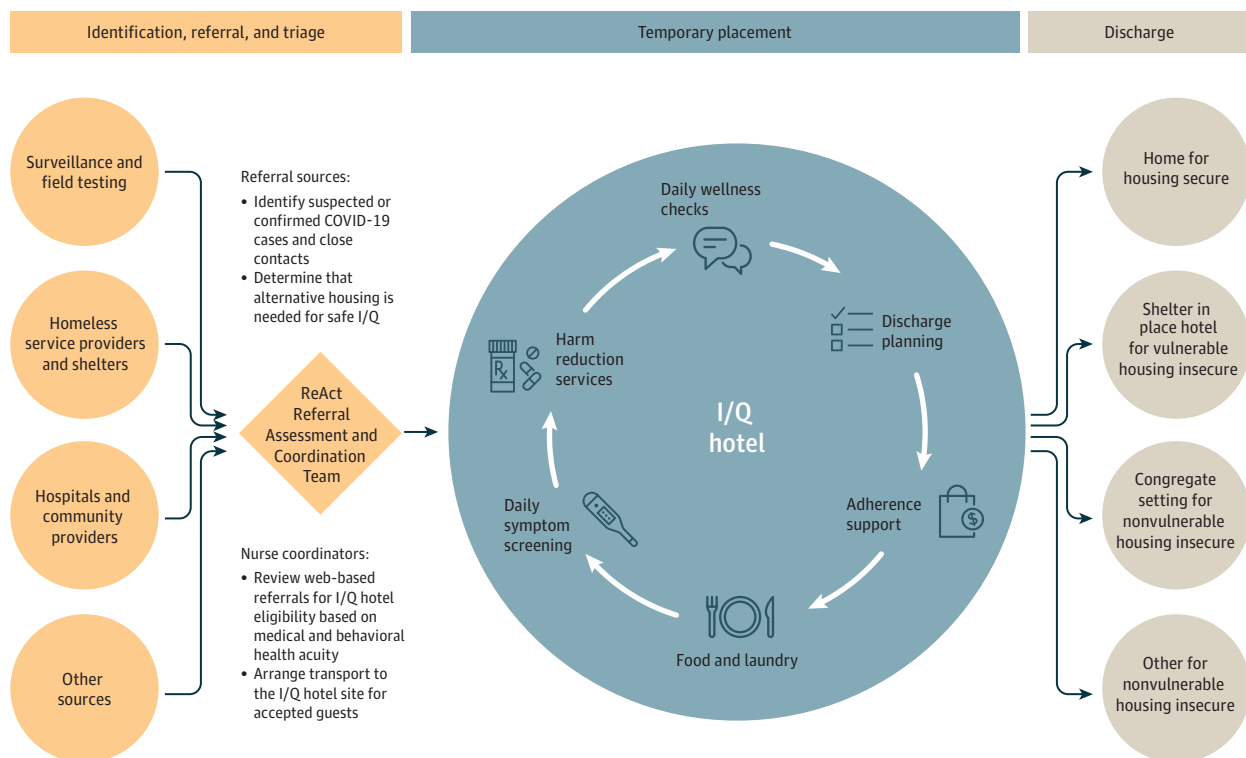 Identification, referral, and triage
Temporary placement
Discharge
Surveillance and
field testing
Homeless
service providers
and shelters
Hospitals and
community
providers
Other
sources
Referral sources:
• Identify suspected or
confirmed COVID-19
cases and close
contacts
• Determine that
alternative housing is
needed for safe I/Q
ReAct
Referral
Assessment and
Coordination
Team
Nurse coordinators:
• Review web-based
referrals for I/Q hotel
eligibility based on
medical and behavioral
health acuity
• Arrange transport to
the I/Q hotel site for
accepted guests
I/Q
hotel
Daily wellness
checks
Discharge
planning
Adherence
support
$
Food and laundry
Daily
symptom
screening
Harm
reduction
services
Rx
Home for
housing secure
Shelter in
place hotel
for vulnerable
housing insecure
Congregate
setting for
nonvulnerable
housing insecure
Other for
nonvulnerable
housing insecure